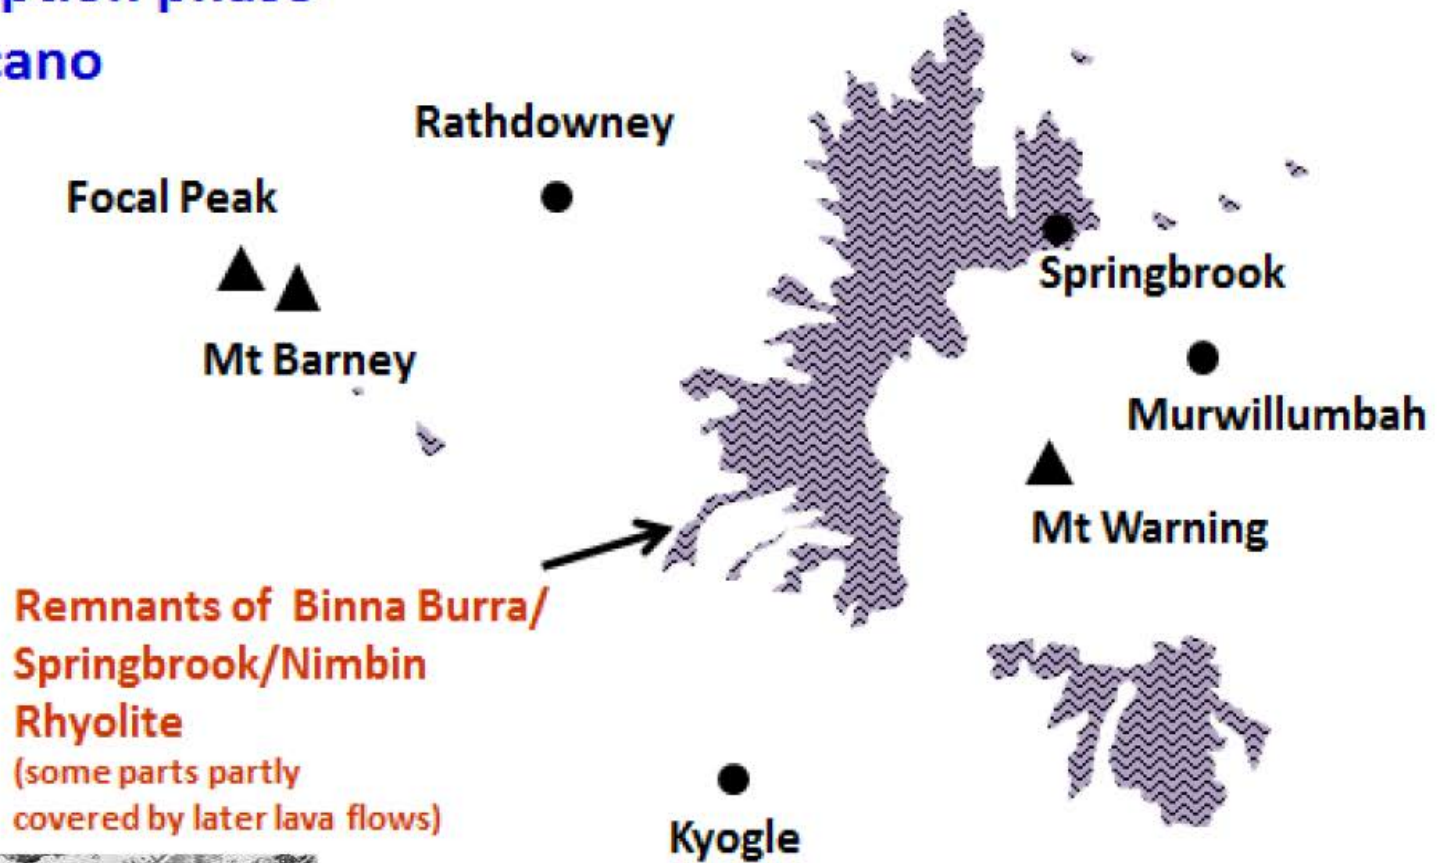 cano
Rathdowney
Focal Peak
Springbrook
Mt Barney
Murwillumbah
Mt Warning
Remnants of Binna Burra/
Springbrook/Nimbin
Rhyolite
(some parts partly
covered by later lava flows)
Kyogle